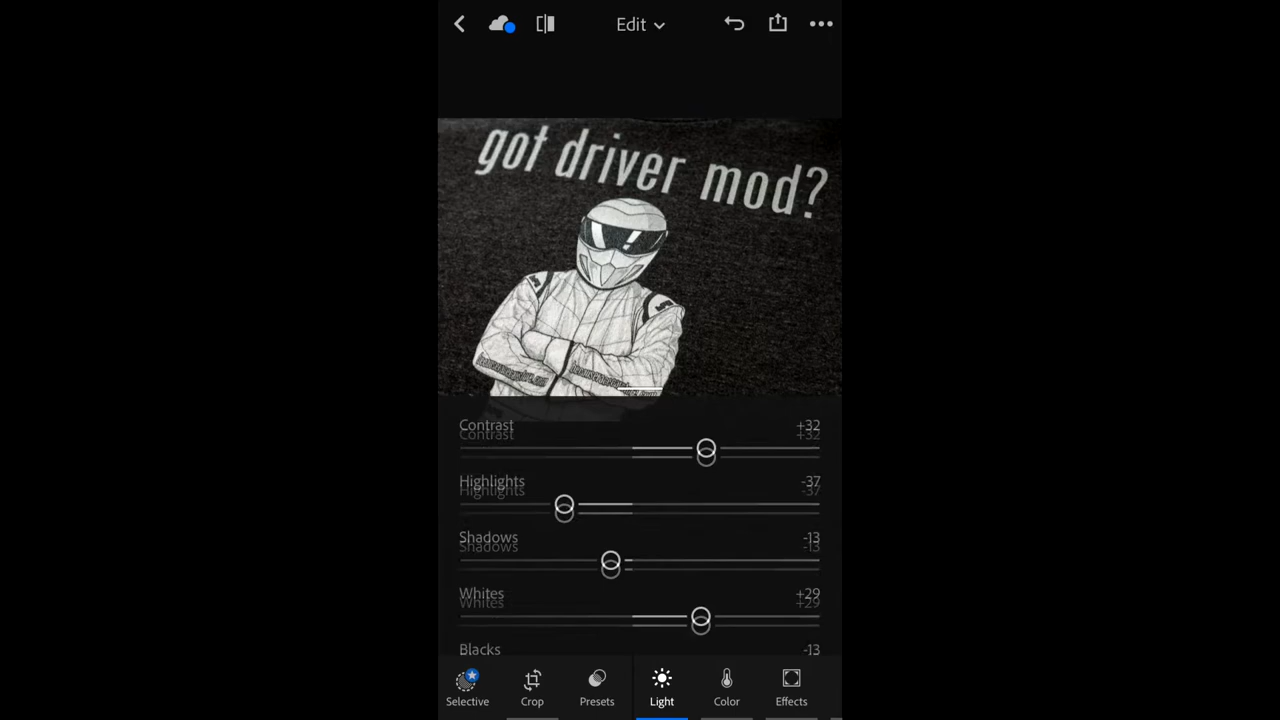 Edit
got driver mod?
Contrast +32
Highlights -37
Shadows -13
Whites +29
Blacks -13
Selective Crop Presets Light Color Effects